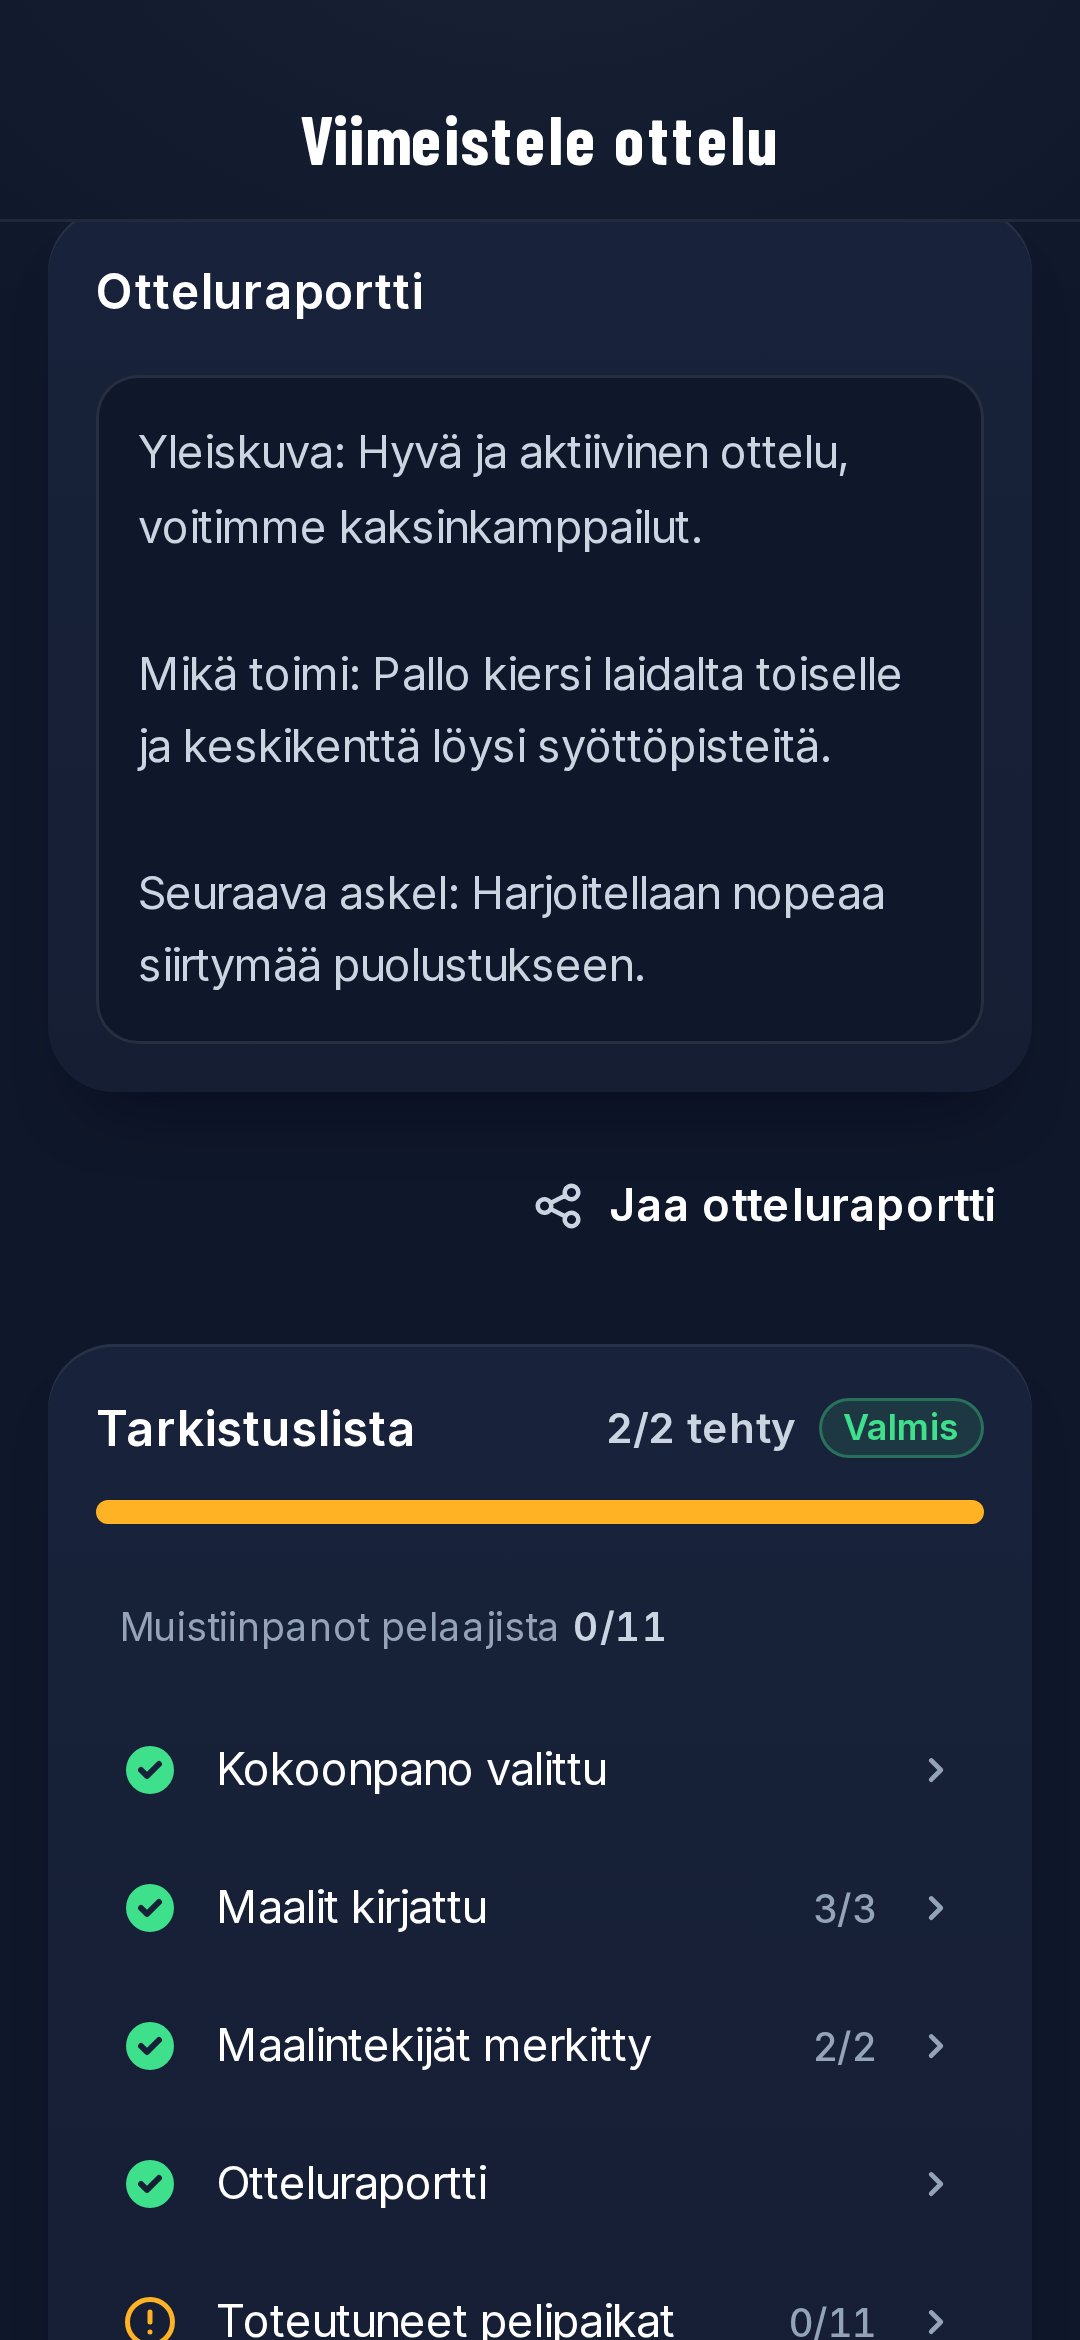 Viimeistele ottelu
Otteluraportti
Yleiskuva: Hyvä ja aktiivinen ottelu,
voitimme kaksinkamppailut.
Mikä toimi: Pallo kiersi laidalta toiselle
ja keskikenttä löysi syöttöpisteitä.
Seuraava askel: Harjoitellaan nopeaa
siirtymää puolustukseen.
Jaa otteluraportti
Tarkistuslista 2/2 tehty Valmis
Muistiinpanot pelaajista 0/11
Kokoonpano valittu
Maalit kirjattu 3/3
Maalintekijät merkitty 2/2
Otteluraportti
Toteutuneet pelipaikat 0/11